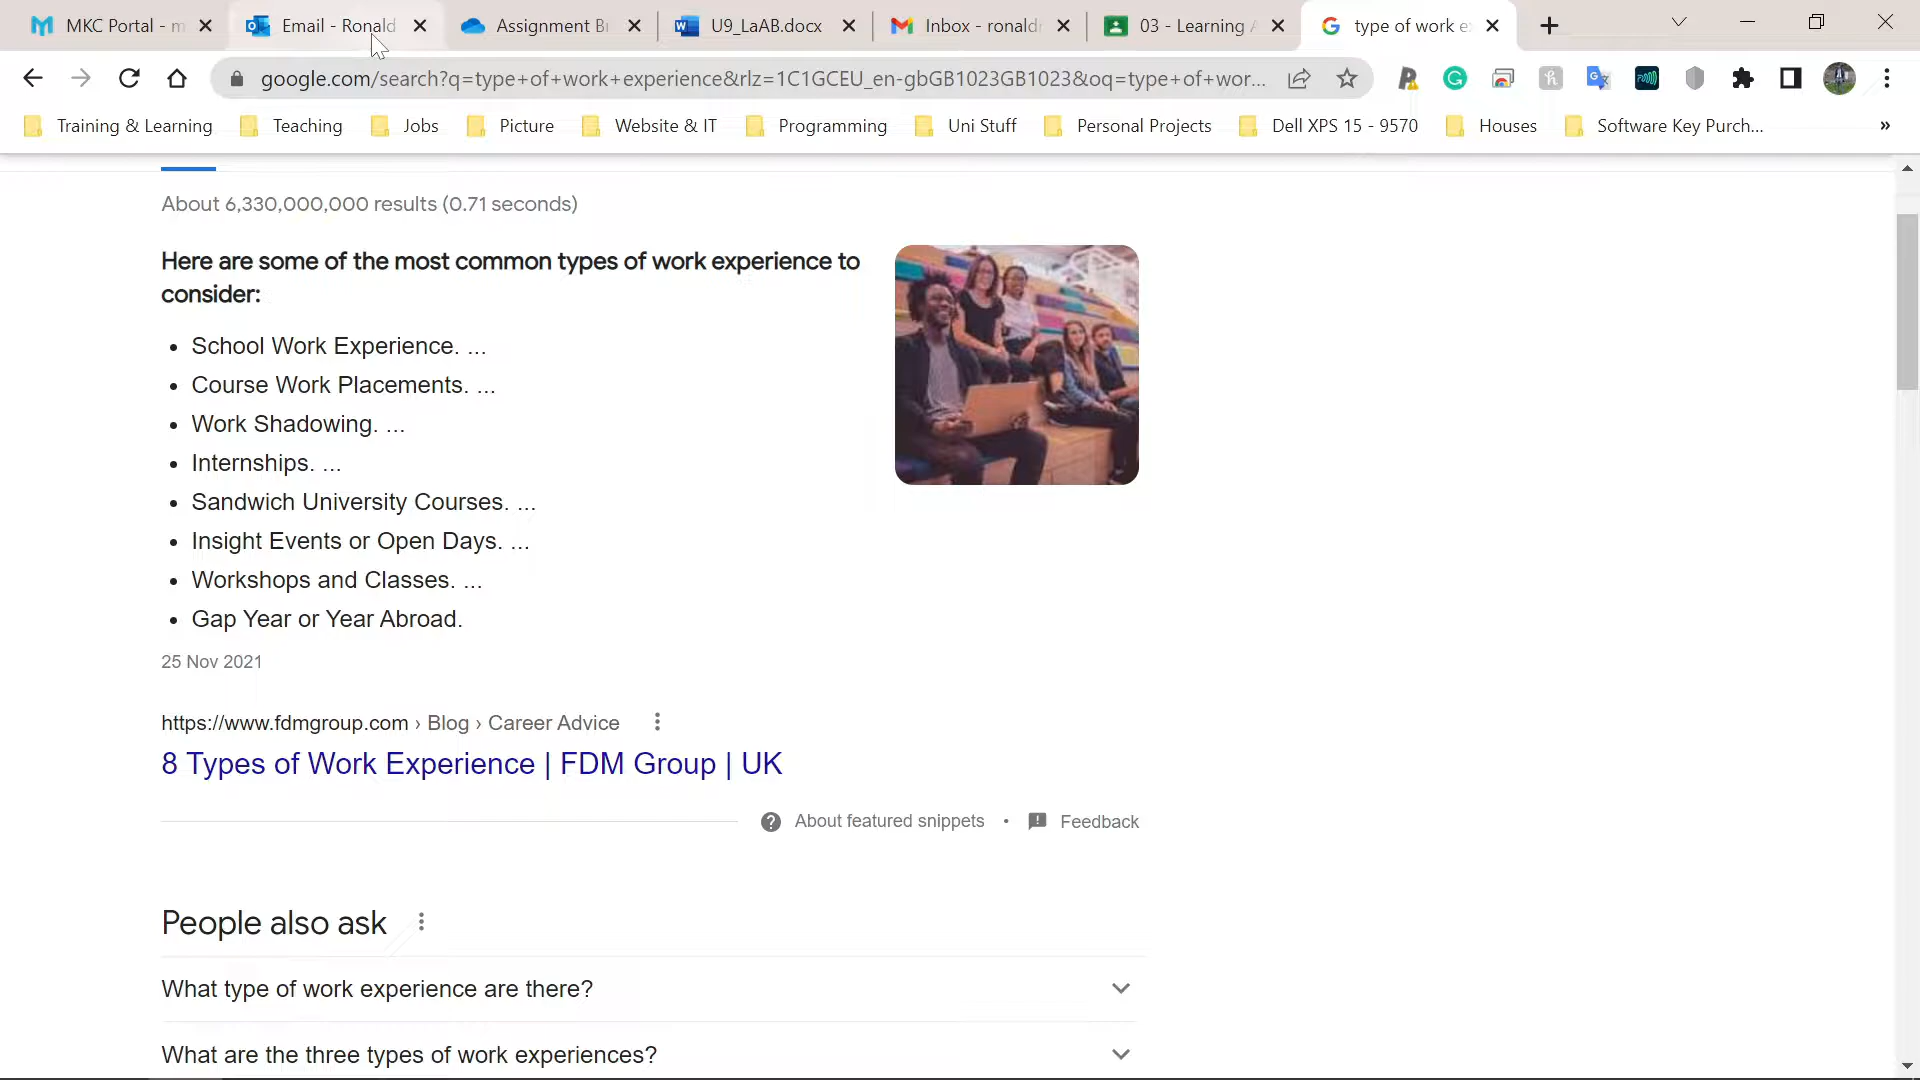 MKC Portal - m
Email - Ronald
Assignment Br
U9_LaAB.docx
Inbox - ronald
03 - Learning A
type of work ex
google.com/search?q=type+of+work+experience&rlz=1C1GCEU_en-gbGB1023GB1023&oq=type+of+wor...
Training & Learning
Teaching
Jobs
Picture
Website & IT
Programming
Uni Stuff
Personal Projects
Dell XPS 15 - 9570
Houses
Software Key Purch...
»
About 6,330,000,000 results (0.71 seconds)
Here are some of the most common types of work experience to
consider:
• School Work Experience. ...
• Course Work Placements. ...
• Work Shadowing. ...
• Internships. ...
• Sandwich University Courses. ...
• Insight Events or Open Days. ...
• Workshops and Classes. ...
• Gap Year or Year Abroad.
25 Nov 2021
https://www.fdmgroup.com › Blog › Career Advice
8 Types of Work Experience | FDM Group | UK
About featured snippets • Feedback
People also ask
What type of work experience are there?
What are the three types of work experiences?